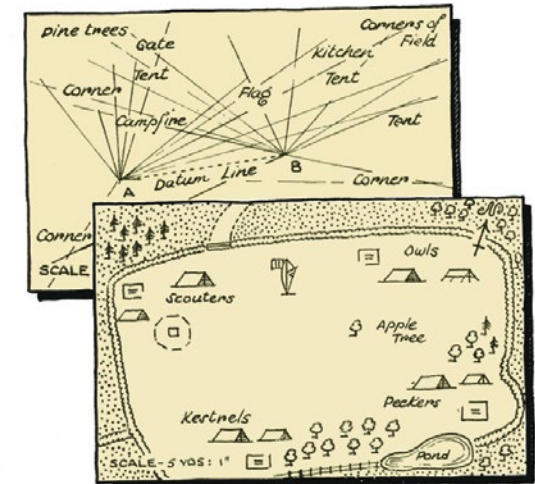 pine trees
Gate
Corners of
Field
Kitchen
Tent
Tent
Corner
Flag
Campfire
Tent
B
Datum Line
A
Corner
Corner
SCALE
N
Owls
Scouters
Apple
Tree
Peekers
Kestrels
SCALE - 5 YDS : 1"
Pond